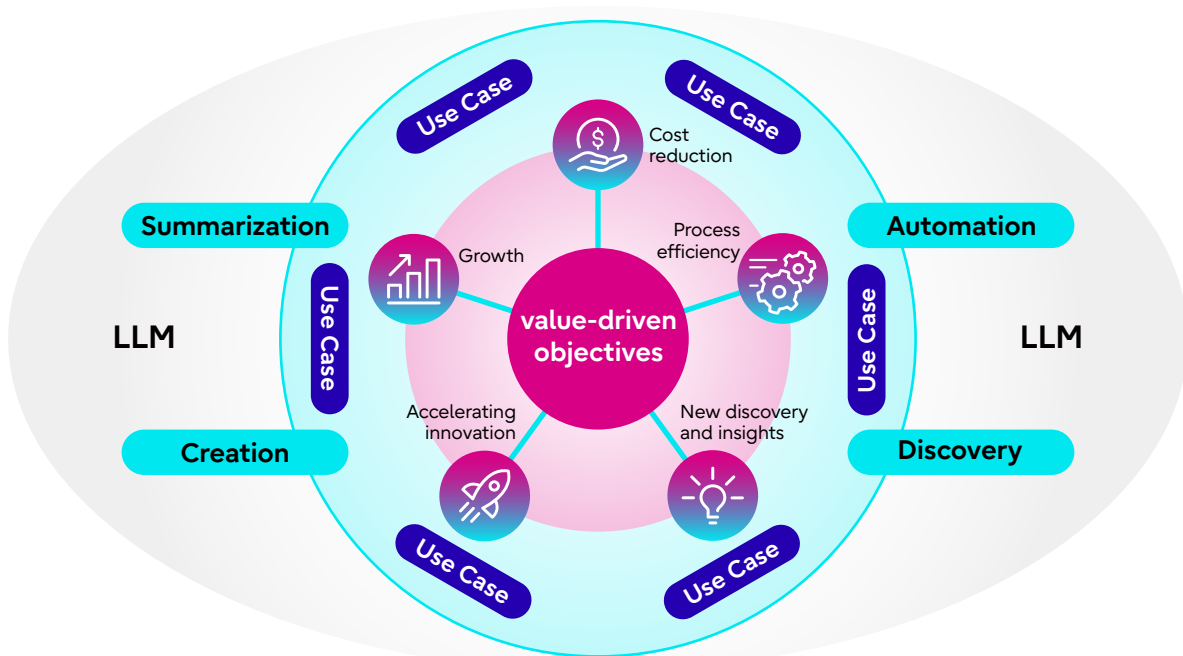 Use Case
Use Case
$
Cost
reduction
Summarization
Automation
Process
efficiency
Growth
Use Case
Use Case
LLM
value-driven
objectives
LLM
Accelerating
innovation
New discovery
and insights
Creation
Discovery
Use Case
Use Case